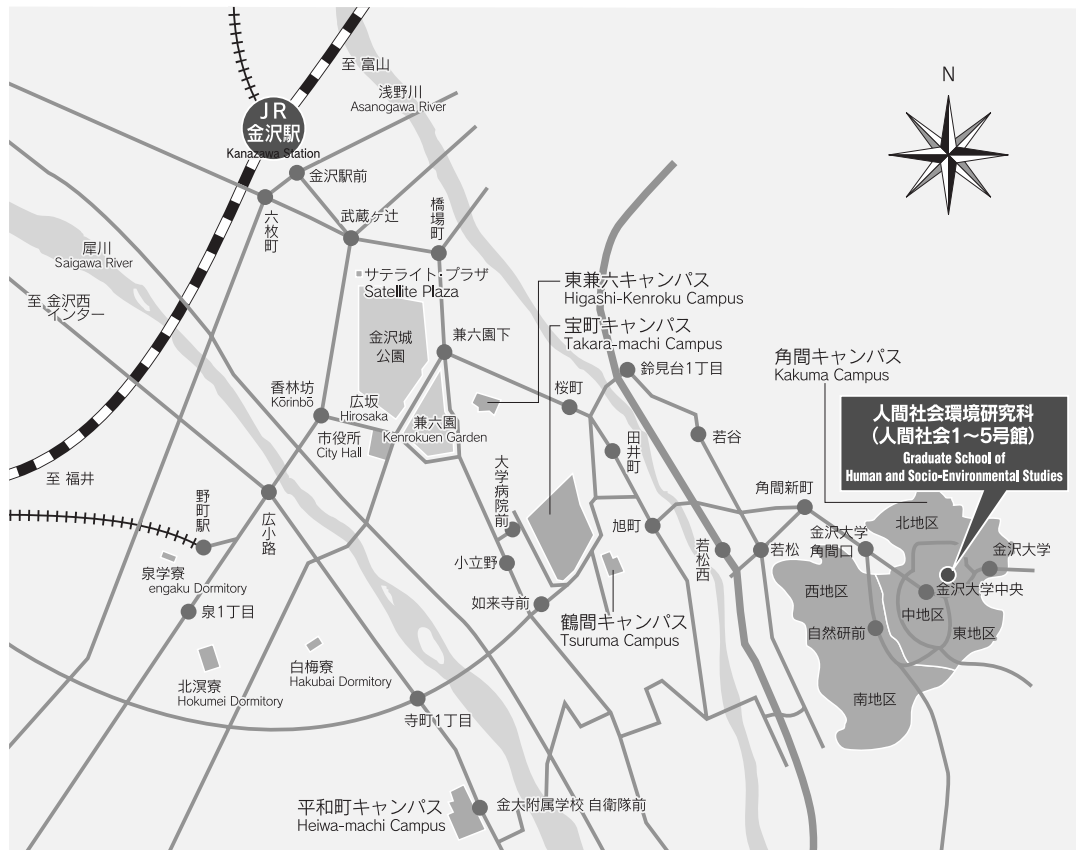 至 富山
浅野川
Asanogawa River
N
JR
金沢駅
Kanazawa Station
金沢駅前
六枚町
武蔵ヶ辻
橋場町
犀川
Saigawa River
至 金沢西
インター
サテライト・プラザ
Satellite Plaza
東兼六キャンパス
Higashi-Kenroku Campus
宝町キャンパス
Takara-machi Campus
金沢城
公園
兼六園下
鈴見台1丁目
角間キャンパス
Kakuma Campus
香林坊
Kōrinbō
広坂
Hirosaka
兼六園
Kenrokuen Garden
桜町
人間社会環境研究科
(人間社会1〜5号館)
Graduate School of
Human and Socio-Environmental Studies
市役所
City Hall
田井町
若谷
至 福井
大学病院前
角間新町
野町駅
広小路
旭町
若松西
若松
金沢大学
角間口
北地区
金沢大学
泉学寮
engaku Dormitory
小立野
金沢大学中央
西地区
中地区
泉1丁目
如来寺前
鶴間キャンパス
Tsuruma Campus
自然研前
東地区
北溟寮
Hokumei Dormitory
白梅寮
Hakubai Dormitory
南地区
寺町1丁目
平和町キャンパス
Heiwa-machi Campus
金大附属学校 自衛隊前